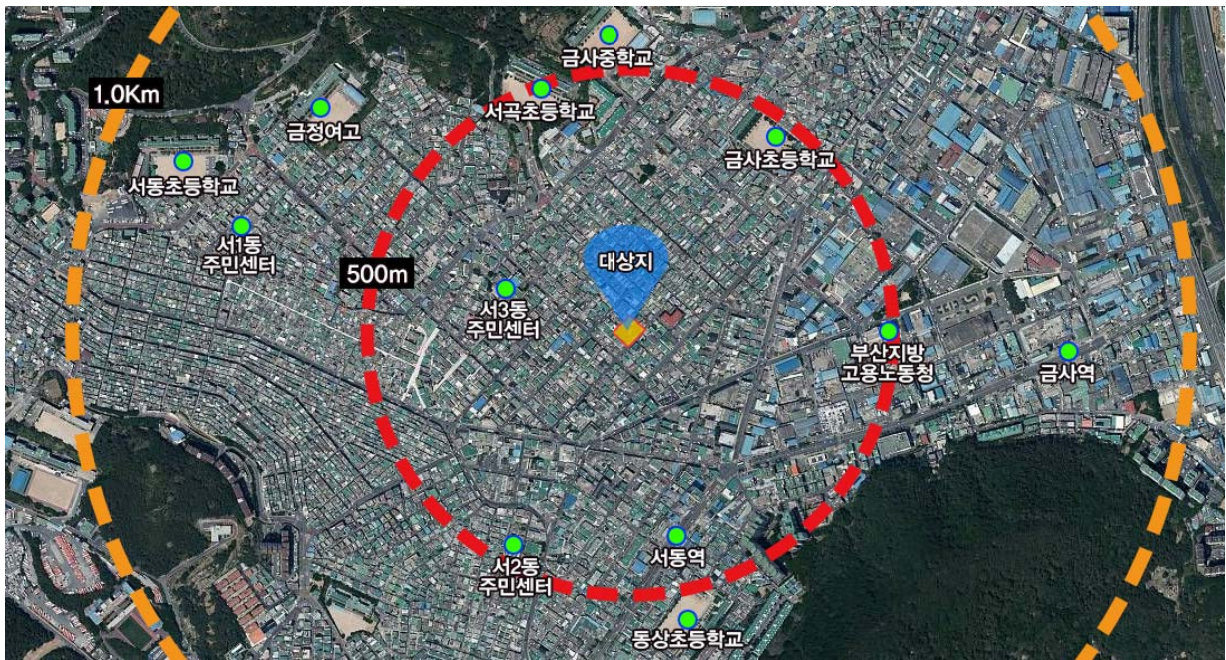 금사중학교
1.0Km
서곡초등학교
금정여고
금사초등학교
서동초등학교
서1동
주민센터
500m
대상지
서3동
주민센터
부산지방
고용노동청
금사역
서2동
주민센터
서동역
동상초등학교